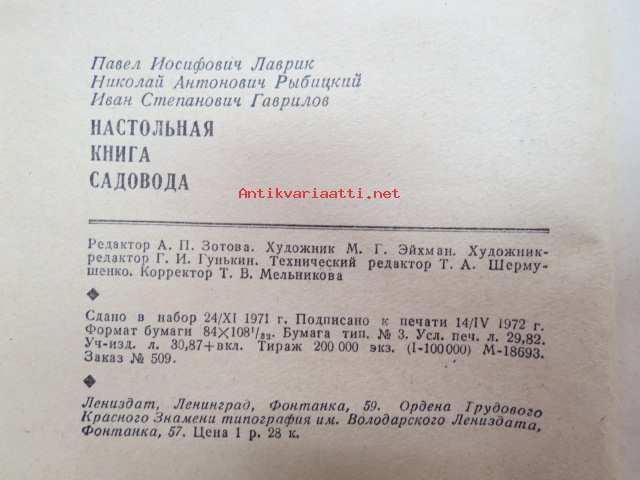 Павел Иосифович Лаврик
Николай Антонович Рыбицкий
Иван Степанович Гаврилов
НАСТОЛЬНАЯ
КНИГА
САДОВОДА
Antikvariaatti.net
Редактор А. П. Зотова. Художник М. Г. Эйхман. Художник-
редактор Г. И. Гунькин. Технический редактор Т. А. Шерму-
шенко. Корректор Т. В. Мельникова
Сдано в набор 24/XI 1971 г. Подписано к печати 14/IV 1972 г.
Формат бумаги 84×108¹/₃₂. Бумага тип. № 3. Усл. печ. л. 29,82.
Уч-изд. л. 30,87+вкл. Тираж 200 000 экз. (I-100 000) М-18693.
Заказ № 509.
Лениздат, Ленинград, Фонтанка, 59. Ордена Трудового
Красного Знамени типография им. Володарского Лениздата,
Фонтанка, 57. Цена 1 р. 28 к.